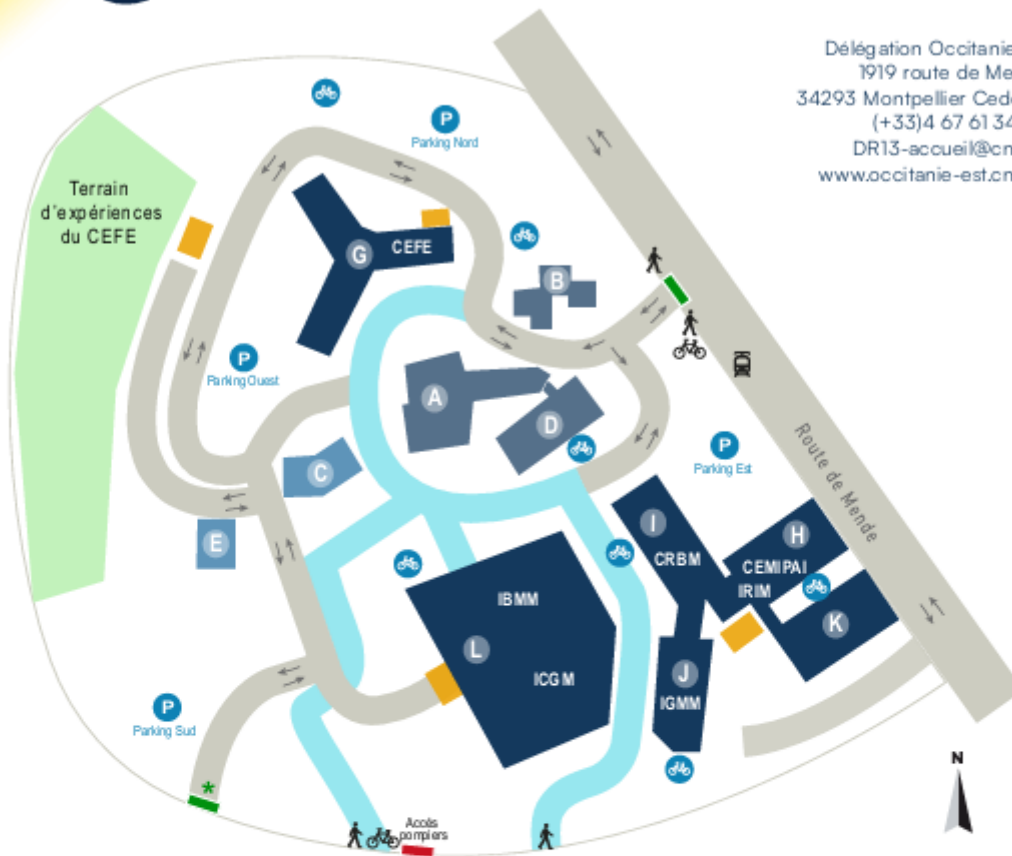 Délégation Occitanie
1919 route de Me
34293 Montpellier Ced
(+33)4 67 61 34
DR13-accueil@cn
www.occitanie-est.cn
P
Parking Nord
Terrain
d'expériences
du CEFE
G
CEFE
B
P
Parking Ouest
A
D
C
P
Parking Est
Route de Mende
E
I
CRBM
H
CEMIPAI
IRIM
K
IBMM
L
ICGM
J
IGMM
P
Parking Sud
*
N
Accès
pompiers